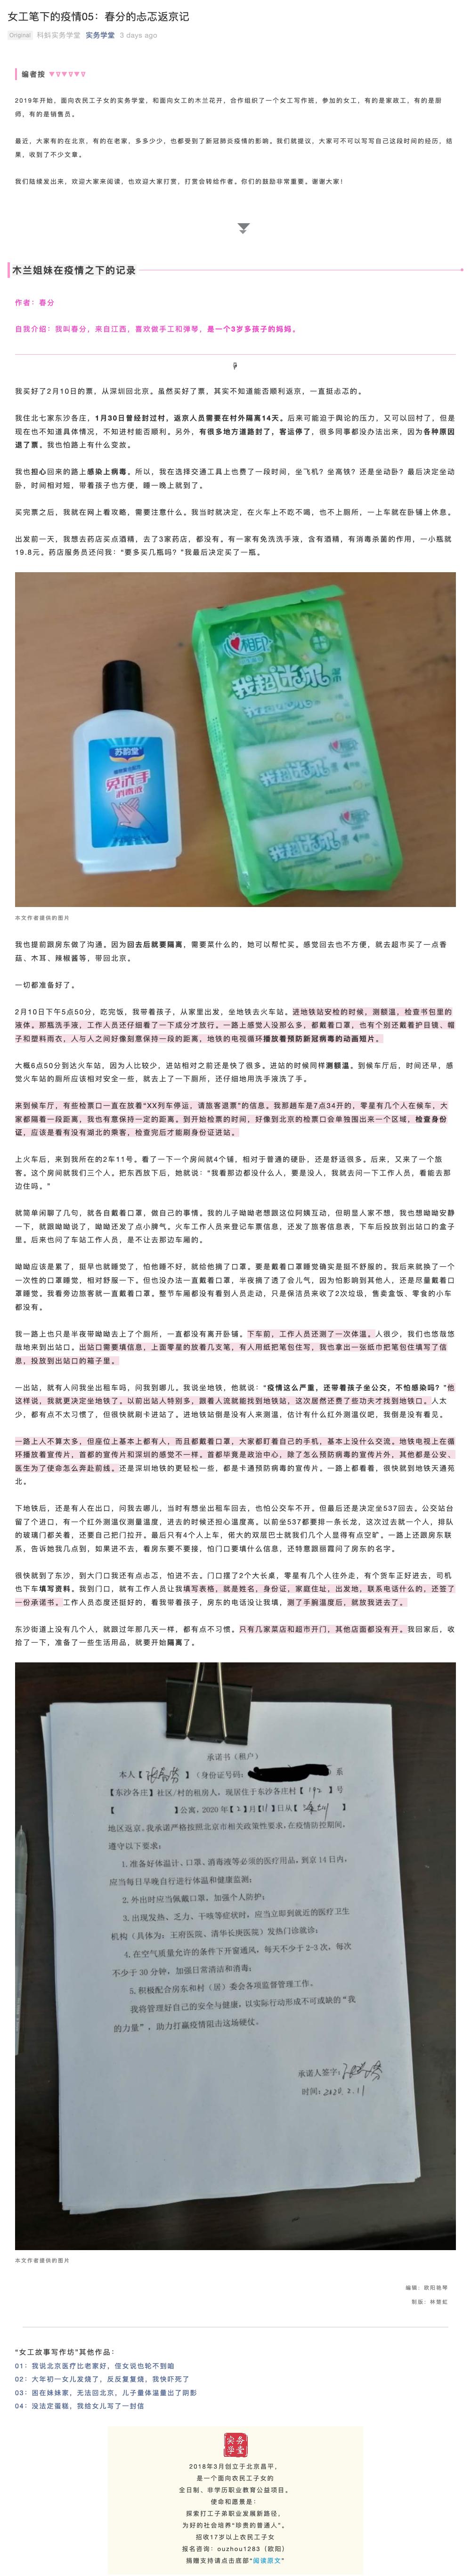 女工笔下的疫情05：春分的忐忑返京记
Original 科蚪实务学堂 实务学堂 3 days ago
编者按
2019年开始，面向农民工子女的实务学堂，和面向女工的木兰花开，合作组织了一个女工写作班，参加的女工，有的是家政工，有的是厨
师，有的是销售员。
最近，大家有的在北京，有的在老家，多多少少，也都受到了新冠肺炎疫情的影响。我们就提议，大家可不可以写写自己这段时间的经历，结
果，收到了不少文章。
我们陆续发出来，欢迎大家来阅读，也欢迎大家打赏，打赏会转给作者。你们的鼓励非常重要。谢谢大家！
木兰姐妹在疫情之下的记录
作者：春分
自我介绍：我叫春分，来自江西，喜欢做手工和弹琴，是一个3岁多孩子的妈妈。
我买好了2月10日的票，从深圳回北京。虽然买好了票，其实不知道能否顺利返京，一直挺忐忑的。
我住北七家东沙各庄，1月30日曾经封过村，返京人员需要在村外隔离14天。后来可能迫于舆论的压力，又可以回村了，但是
现在也不知道具体情况，不知进村能否顺利。另外，有很多地方道路封了，客运停了，很多同事都没办法出来，因为各种原因
退了票。我也怕路上有什么变故。
我也担心回来的路上感染上病毒。所以，我在选择交通工具上也费了一段时间，坐飞机？坐高铁？还是坐动卧？最后决定坐动
卧，时间相对短，带着孩子也方便，睡一晚上就到了。
买完票之后，我就在网上看攻略，需要注意什么。我当时就决定，在火车上不吃不喝，也不上厕所，一上车就在卧铺上休息。
出发前一天，我想去药店买点酒精，去了3家药店，都没有。有一家有免洗洗手液，含有酒精，有消毒杀菌的作用，一小瓶就
19.8元。药店服务员还问我：“要多买几瓶吗？”我最后决定买了一瓶。
苏韵堂
免洗手
消毒液
心相印
我超迷你
本文作者提供的图片
我也提前跟房东做了沟通。因为回去后就要隔离，需要菜什么的，她可以帮忙买。感觉回去也不方便，就去超市买了一点香
菇、木耳、辣椒酱等，带回北京。
一切都准备好了。
2月10日下午5点50分，吃完饭，我带着孩子，从家里出发，坐地铁去火车站。进地铁站安检的时候，测额温，检查书包里的
液体。那瓶洗手液，工作人员还仔细看了一下成分才放行。一路上感觉人没那么多，都戴着口罩，也有个别还戴着护目镜、帽
子和塑料雨衣，人与人之间好像刻意保持一段的距离，地铁的电视循环播放着预防新冠病毒的动画短片。
大概6点50分到达火车站，因为人比较少，进站相对之前还是快了很多。进站的时候同样测额温。到候车厅后，时间还早，感
觉火车站的厕所应该相对安全一些，就去上了一下厕所，还仔细地用洗手液洗了手。
来到候车厅，有些检票口一直在放着“XX列车停运，请旅客退票”的信息。我那趟车是7点34开的，零星有几个人在候车，大
家都隔着一段距离，我也有意保持一定的距离。到开始检票的时间，好像到北京的检票口会单独围出来一个区域，检查身份
证，应该是看有没有湖北的乘客，检查完后才能刷身份证进站。
上火车后，来到我所在的2车11号。看了一下一个房间就4个铺，相对于普通的硬卧，还是舒适很多。后来，又来了一个旅
客。这个房间就我们三个人。把东西放下后，她就说：“我看那边都没什么人，要是没人，我就去问一下工作人员，看能去那
边住吗。”
就简单闲聊了几句，就各自戴着口罩，做自己的事情。我的儿子呦呦老想跟这位阿姨互动，但明显人家不想，我也想呦呦安静
一下，就跟呦呦说了，呦呦还发了点小脾气。火车工作人员来登记车票信息，还发了旅客信息表，下车后投放到出站口的盒子
里。后来也问了车站工作人员，是不让去那边车厢的。
呦呦应该是累了，挺早也就睡觉了，怕他睡不好，就给他摘了口罩。要是戴着口罩睡觉确实是挺不舒服的。我后来就换了一个
一次性的口罩睡觉，相对舒服一下。但也没办法一直戴着口罩，半夜摘了透了会儿气，因为怕影响到其他人，还是尽量戴着口
罩睡觉。我看旁边旅客就一直戴着口罩。整节车厢都没有看到人员走动，只是保洁员来收了2次垃圾，售卖盒饭、零食的小车
都没有。
我一路上也只是半夜带呦呦去上了个厕所，一直都没有离开卧铺。下车前，工作人员还测了一次体温。人很少，我们也悠哉悠
哉地来到出站口。出站口需要填信息，上面零星的放着几支笔，有人用纸把笔包住写，我也拿出一张纸巾把笔包住填写了信
息，投放到出站口的箱子里。
一出站，就有人问我坐出租车吗，问我到哪儿。我说坐地铁，他就说：“疫情这么严重，还带着孩子坐公交，不怕感染吗？”他
这样说，我就更决定坐地铁了。以前出站人特别多，跟着人流就能找到地铁站，这次居然还费了些功夫才找到地铁口。人太
少，都有点不太习惯了，但很快就刷卡进站了。进地铁站倒是没有人来测温，估计有什么红外测温仪吧，我倒是没有看见。
一路上人不算太多，但座位上基本上都有人，而且都戴着口罩，大家都盯着自己的手机，基本上没什么交流。地铁电视上在循
环播放着宣传片，首都的宣传片和深圳的感觉不一样。首都毕竟是政治中心，除了怎么预防病毒的宣传片外，其他都是公安、
医生为了使命怎么奔赴前线。还是深圳地铁的更轻松一些，都是卡通预防病毒的宣传片。一路上都看着，很快就到地铁天通苑
北。
下地铁后，还是有人在出口，问我去哪儿，当时有想坐出租车回去，也怕公交车不开。但最后还是决定坐537回去。公交站台
留了个进口，有一个红外测温仪测量温度，进去的时候还担心温度高。以前坐537都要排一条长龙，这次过去就一个人，排队
的玻璃门都关着，还要自己把门拉开。最后只有4个人上车，偌大的双层巴士就我们几个人显得有点空旷。一路上还跟房东联
系，告诉她我几点到，如果进不去，看房东要不要接，怕门口要填什么信息，还特意跟丽霞问了房东的名字。
很快就到了东沙，到大门口我还有点忐忑，怕进不去。门口摆了2个大长桌，零星有几个人往外走，有个货车正好进去，司机
也下车填写资料。我到门口，就有工作人员让我填写表格，就是姓名，身份证，家庭住址，出发地，联系电话什么的，还签了
一份承诺书。工作人员态度还挺好的，看我带着孩子，房东的电话没让我填，测了手腕温度后，就放我进去了。
东沙街道上没有几个人，就跟过年那几天一样，都有点不习惯。只有几家菜店和超市开门，其他店面都没有开。我回家后，收
拾了一下，准备了一些生活用品，就要开始隔离了。
承诺书（租户）
本人【 】（身份证号码： ）系
【东沙各庄】社区/村的租房人，现居住于东沙各庄村【 】号
】公寓，2020年【2】月【11】日从【 】
地区返京，我承诺严格按照北京市相关政策性要求，在疫情防控期间，
遵守以下要求：
1.准备好体温计、口罩、消毒液等必须的医疗用品，到京14日内，
应当每日早晚自行进行体温和健康监测；
2.外出时应当佩戴口罩，加强个人防护；
3.出现发热、乏力、干咳等症状时，应当立即到就近的医疗卫生
机构（具体为：王府医院、清华长庚医院）发热门诊就诊；
4.在空气质量允许的条件下开窗通风，每天不少于2-3次，每次
不少于30分钟，加强日常清洁和消毒；
5.积极配合房东和村（居）委会各项监督管理工作。
我将管理好自己的安全与健康，以实际行动形成不可或缺的“我
的力量”，助力打赢疫情阻击这场硬仗。
承诺人签字：
时间：2020.2.11
本文作者提供的图片
编辑：欧阳艳琴
制版：林碧虹
“女工故事写作坊”其他作品：
01：我说北京医疗比老家好，侄女说也轮不到咱
02：大年初一女儿发烧了，反反复复烧，我快吓死了
03：困在妹妹家，无法回北京，儿子量体温量出了阴影
04：没法定蛋糕，我给女儿写了一封信
实务学堂
2018年3月创立于北京昌平，
是一个面向农民工子女的
全日制、非学历职业教育公益项目。
使命和愿景是：
探索打工子弟职业发展新路径，
为好的社会培养“珍贵的普通人”。
招收17岁以上农民工子女
报名咨询：ouzhou1283（欧阳）
捐赠支持请点击底部“阅读原文”